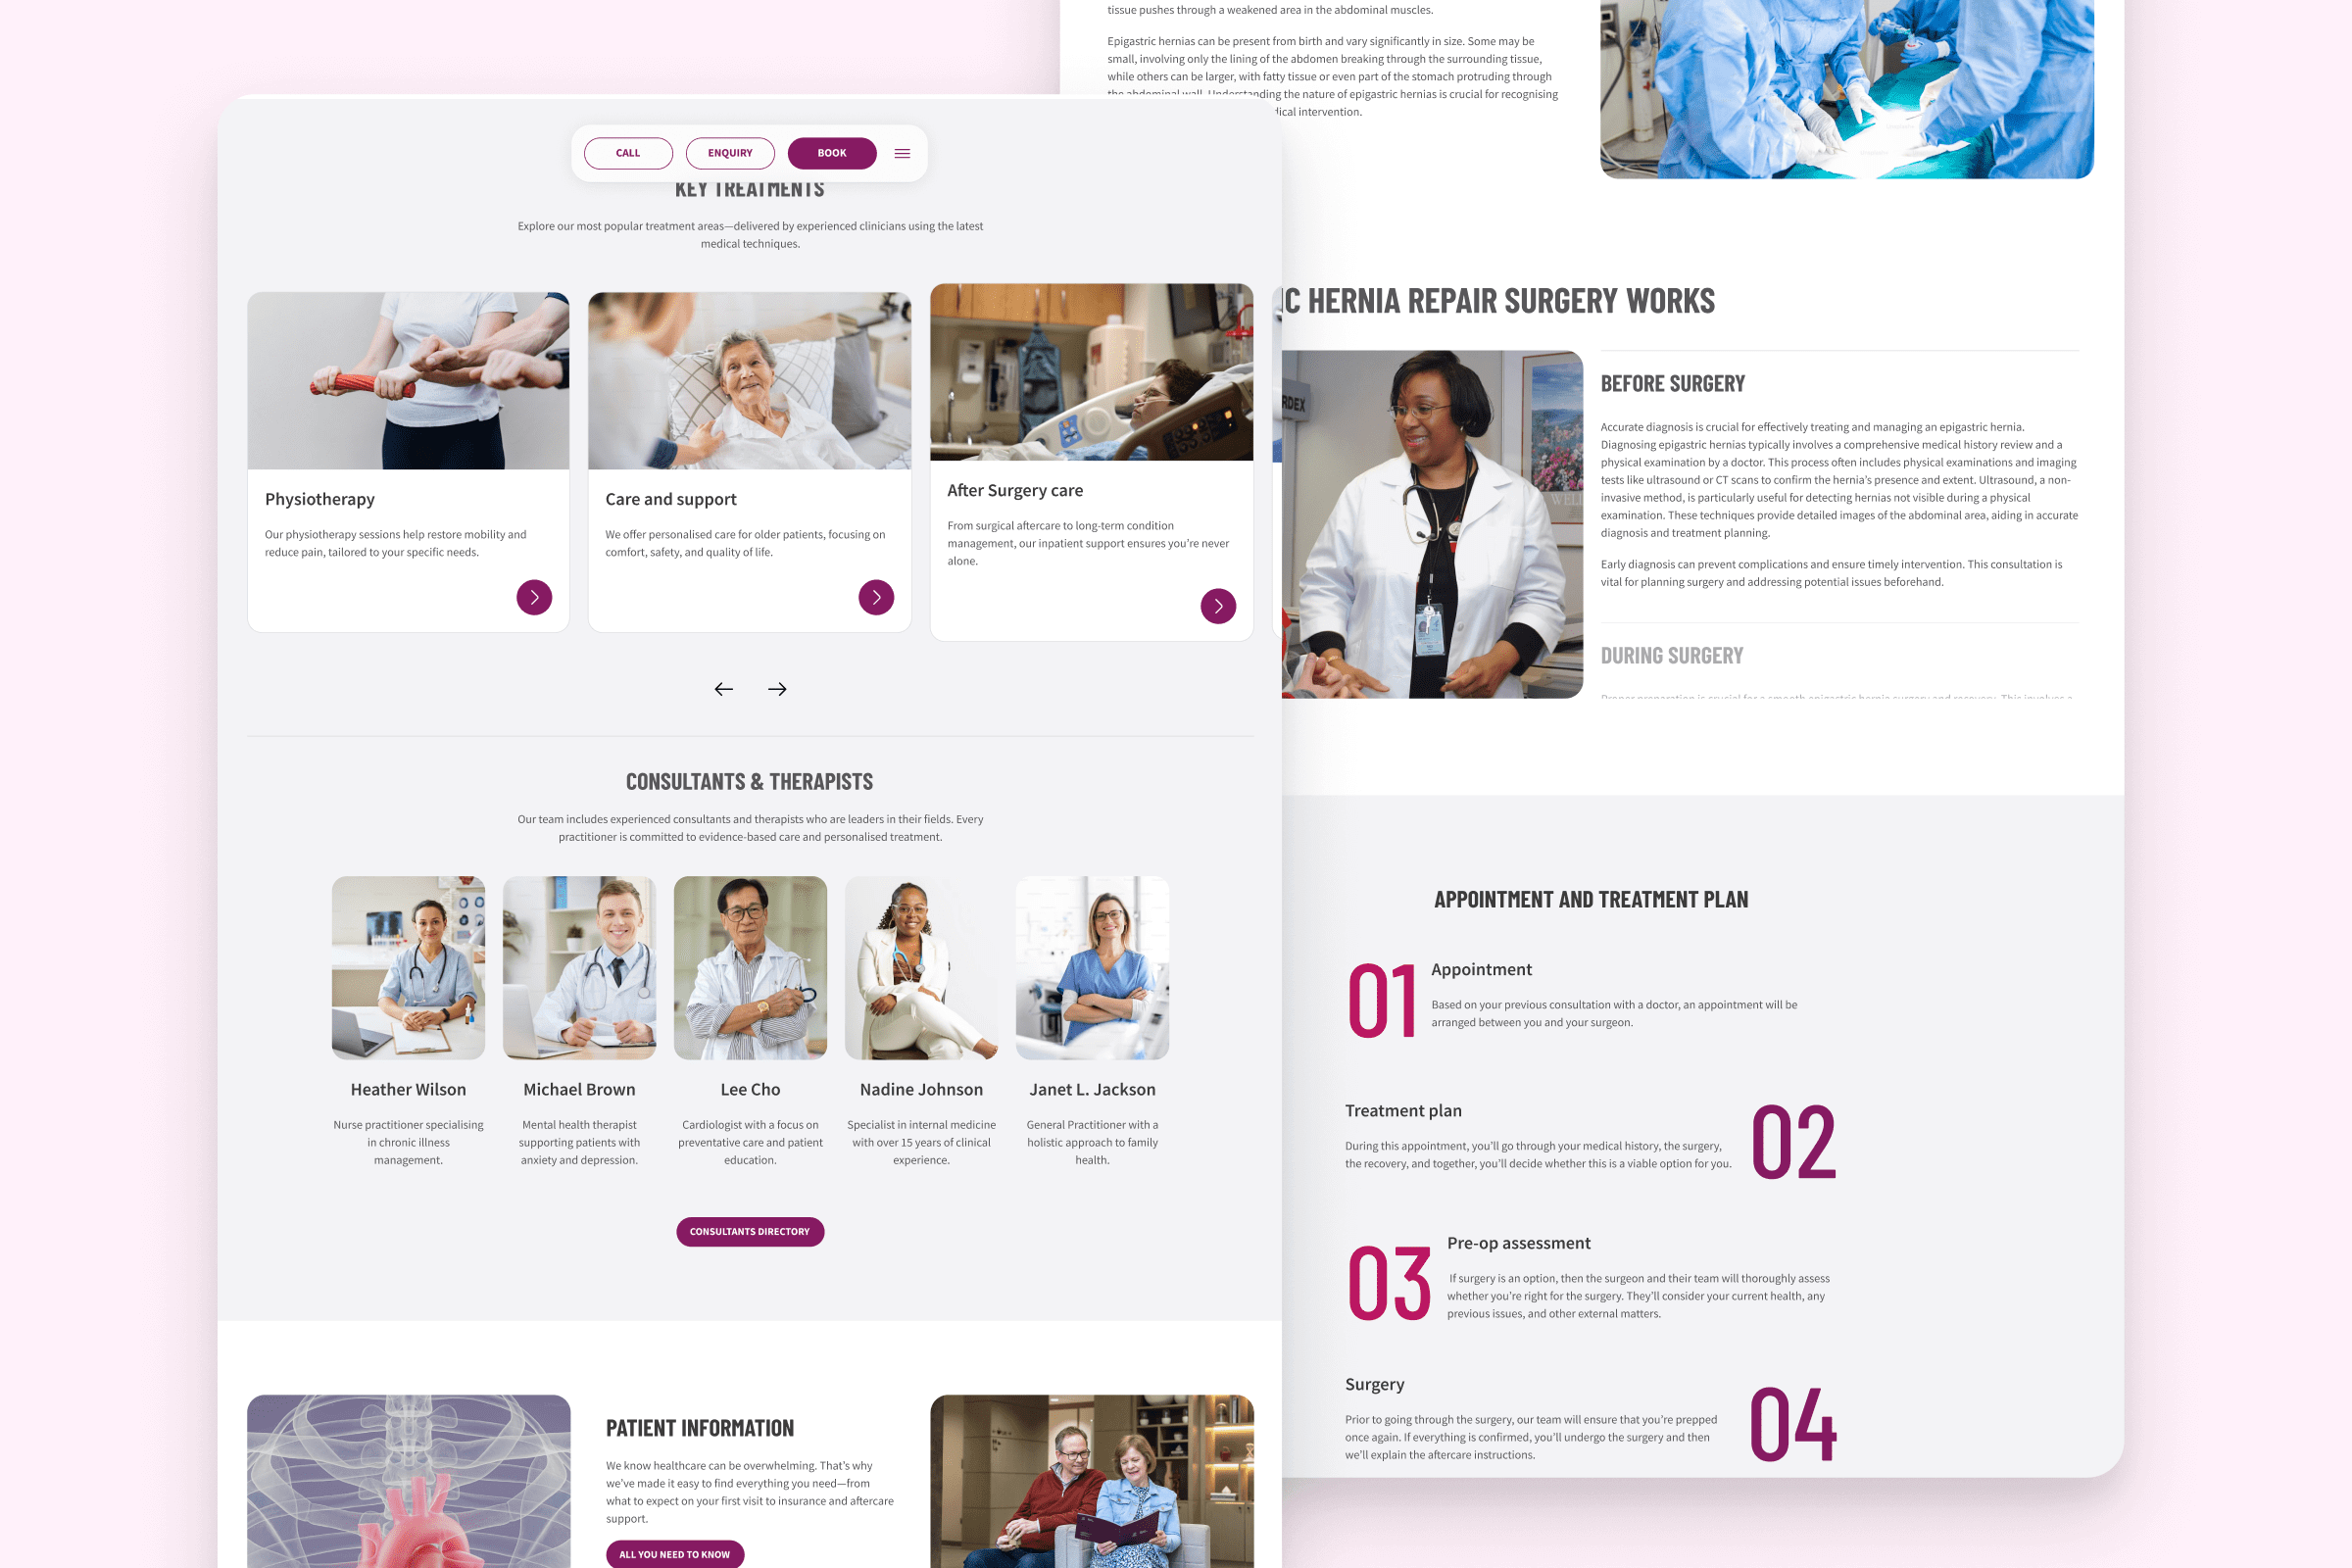 CALL
ENQUIRY
BOOK
KEY TREATMENTS
Explore our most popular treatment areas—delivered by experienced clinicians using the latest
medical techniques.
Physiotherapy
Our physiotherapy sessions help restore mobility and
reduce pain, tailored to your specific needs.
Care and support
We offer personalised care for older patients, focusing on
comfort, safety, and quality of life.
After Surgery care
From surgical aftercare to long-term condition
management, our inpatient support ensures you're never
alone.
CONSULTANTS & THERAPISTS
Our team includes experienced consultants and therapists who are leaders in their fields. Every
practitioner is committed to evidence-based care and personalised treatment.
Heather Wilson
Nurse practitioner specialising
in chronic illness
management.
Michael Brown
Mental health therapist
supporting patients with
anxiety and depression.
Lee Cho
Cardiologist with a focus on
preventative care and patient
education.
Nadine Johnson
Specialist in internal medicine
with over 15 years of clinical
experience.
Janet L. Jackson
General Practitioner with a
holistic approach to family
health.
CONSULTANTS DIRECTORY
PATIENT INFORMATION
We know healthcare can be overwhelming. That's why
we've made it easy to find everything you need—from
what to expect on your first visit to insurance and aftercare
support.
ALL YOU NEED TO KNOW
tissue pushes through a weakened area in the abdominal muscles.
Epigastric hernias can be present from birth and vary significantly in size. Some may be
small, involving only the lining of the abdomen breaking through the surrounding tissue,
while others can be larger, with fatty tissue or even part of the stomach protruding through
the abdominal wall. Understanding the nature of epigastric hernias is crucial for recognising
dical intervention.
IC HERNIA REPAIR SURGERY WORKS
RDEX
WELL
BEFORE SURGERY
Accurate diagnosis is crucial for effectively treating and managing an epigastric hernia.
Diagnosing epigastric hernias typically involves a comprehensive medical history review and a
physical examination by a doctor. This process often includes physical examinations and imaging
tests like ultrasound or CT scans to confirm the hernia's presence and extent. Ultrasound, a non-
invasive method, is particularly useful for detecting hernias not visible during a physical
examination. These techniques provide detailed images of the abdominal area, aiding in accurate
diagnosis and treatment planning.
Early diagnosis can prevent complications and ensure timely intervention. This consultation is
vital for planning surgery and addressing potential issues beforehand.
DURING SURGERY
Proper preparation is crucial for a smooth epigastric hernia surgery and recovery. This involves a
APPOINTMENT AND TREATMENT PLAN
01
Appointment
Based on your previous consultation with a doctor, an appointment will be
arranged between you and your surgeon.
Treatment plan
During this appointment, you'll go through your medical history, the surgery,
the recovery, and together, you'll decide whether this is a viable option for you.
02
03
Pre-op assessment
If surgery is an option, then the surgeon and their team will thoroughly assess
whether you're right for the surgery. They'll consider your current health, any
previous issues, and other external matters.
Surgery
Prior to going through the surgery, our team will ensure that you're prepped
once again. If everything is confirmed, you'll undergo the surgery and then
we'll explain the aftercare instructions.
04